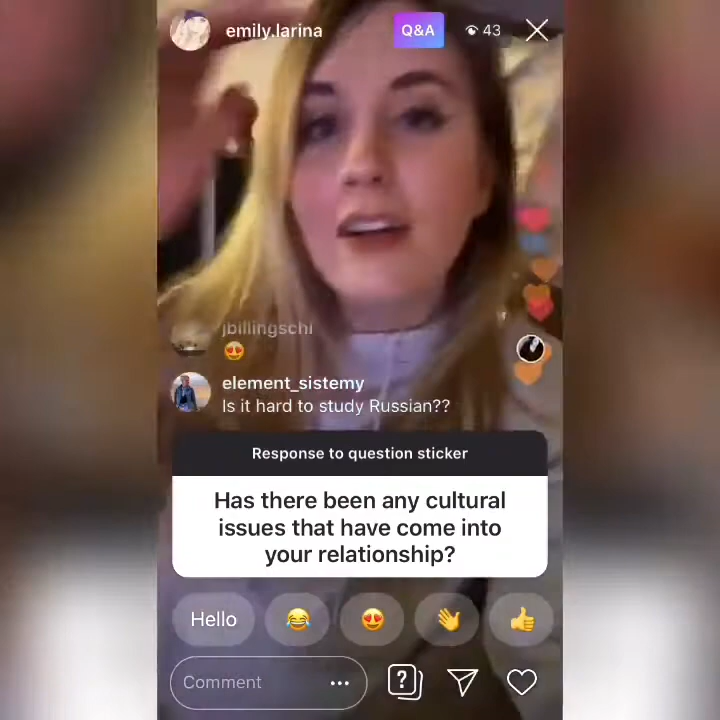 emily.larina
Q&A
43
jbillingschi
😍
element_sistemy
Is it hard to study Russian??
Response to question sticker
Has there been any cultural
issues that have come into
your relationship?
Hello 😂 😍 👋 👍
Comment ...
?